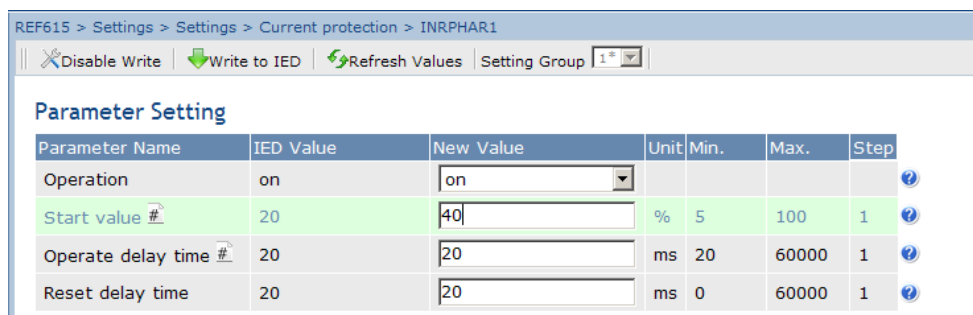 REF615 > Settings > Settings > Current protection > INRPHAR1
Disable Write Write to IED Refresh Values Setting Group 1*
Parameter Setting
Parameter Name IED Value New Value Unit Min. Max. Step
Operation on on ?
Start value # 20 40 % 5 100 1 ?
Operate delay time # 20 20 ms 20 60000 1 ?
Reset delay time 20 20 ms 0 60000 1 ?